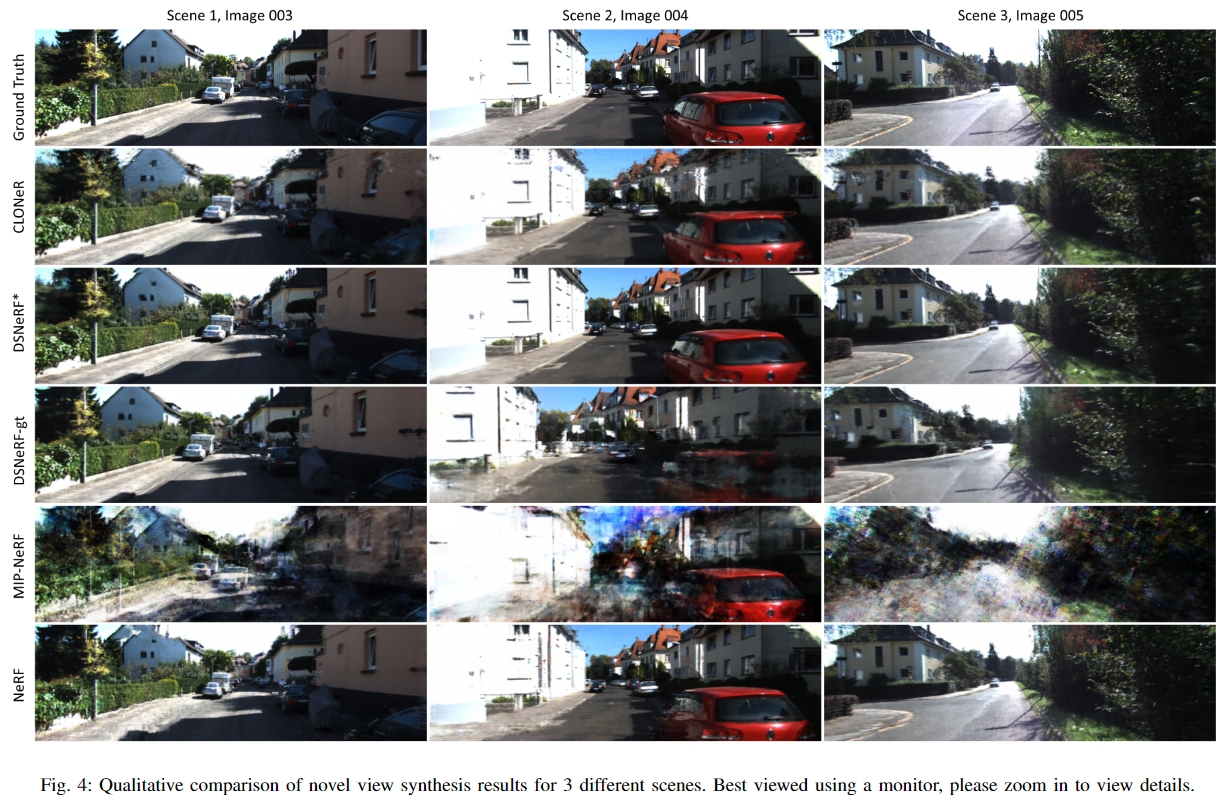 Scene 1, Image 003
Scene 2, Image 004
Scene 3, Image 005
Ground Truth
CLONeR
DSNeRF*
DSNeRF-gt
MIP-NeRF
NeRF
Fig. 4: Qualitative comparison of novel view synthesis results for 3 different scenes. Best viewed using a monitor, please zoom in to view details.